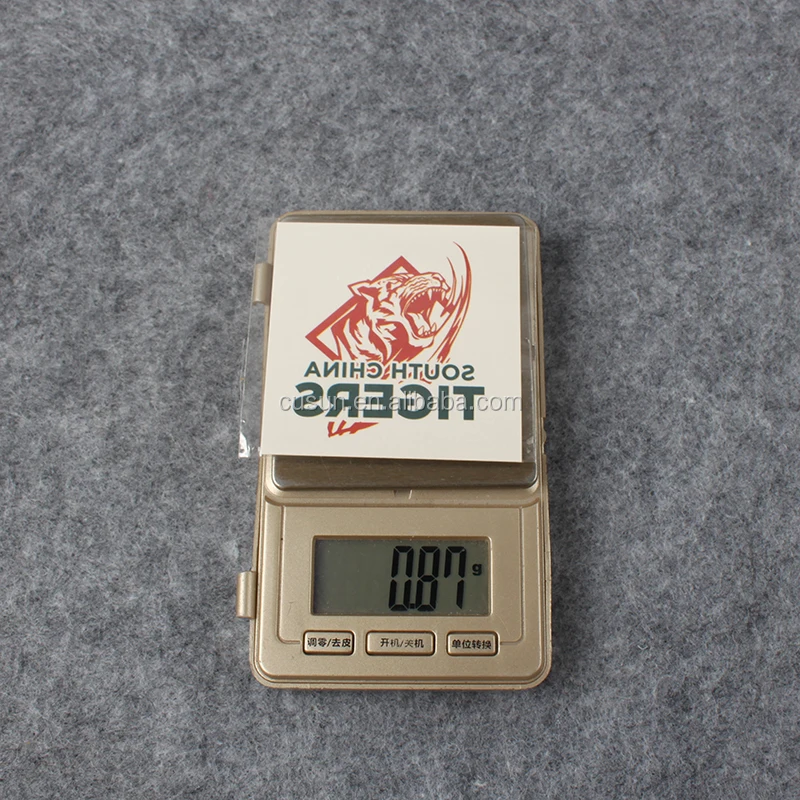 SOUTH CHINA
TIGERS
cusun.en.alibaba.com
0.87 g
调零/去皮 开机/关机 单位转换